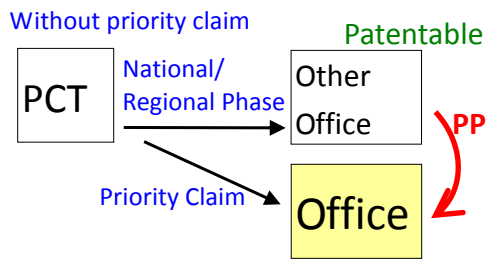 Without priority claim
Patentable
PCT
National/
Regional Phase
Other
Office
PP
Priority Claim
Office